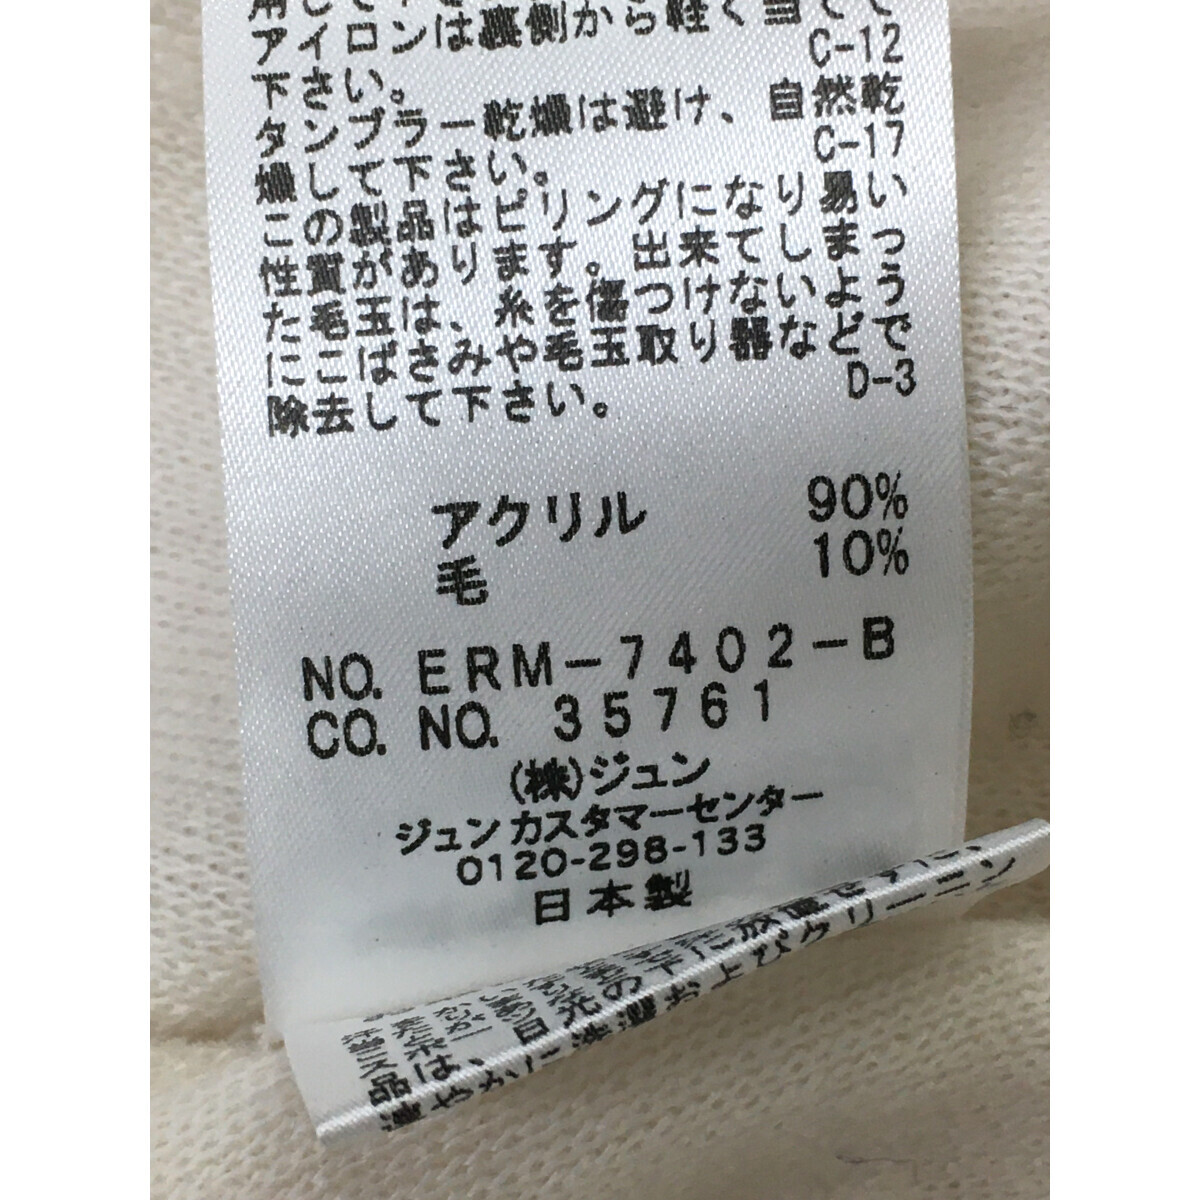 アイロンは裏側から軽く当てて
下さい。 C-12
タンブラー乾燥は避け、自然乾
燥して下さい。 C-17
この製品はピリングになり易い
性質があります。出来てしまっ
た毛玉は、糸を傷つけないよう
にこばさみや毛玉取り器などで
除去して下さい。 D-3
アクリル 90%
毛 10%
NO. ERM-7402-B
CO. NO. 35761
(株)ジュン
ジュンカスタマーセンター
0120-298-133
日本製